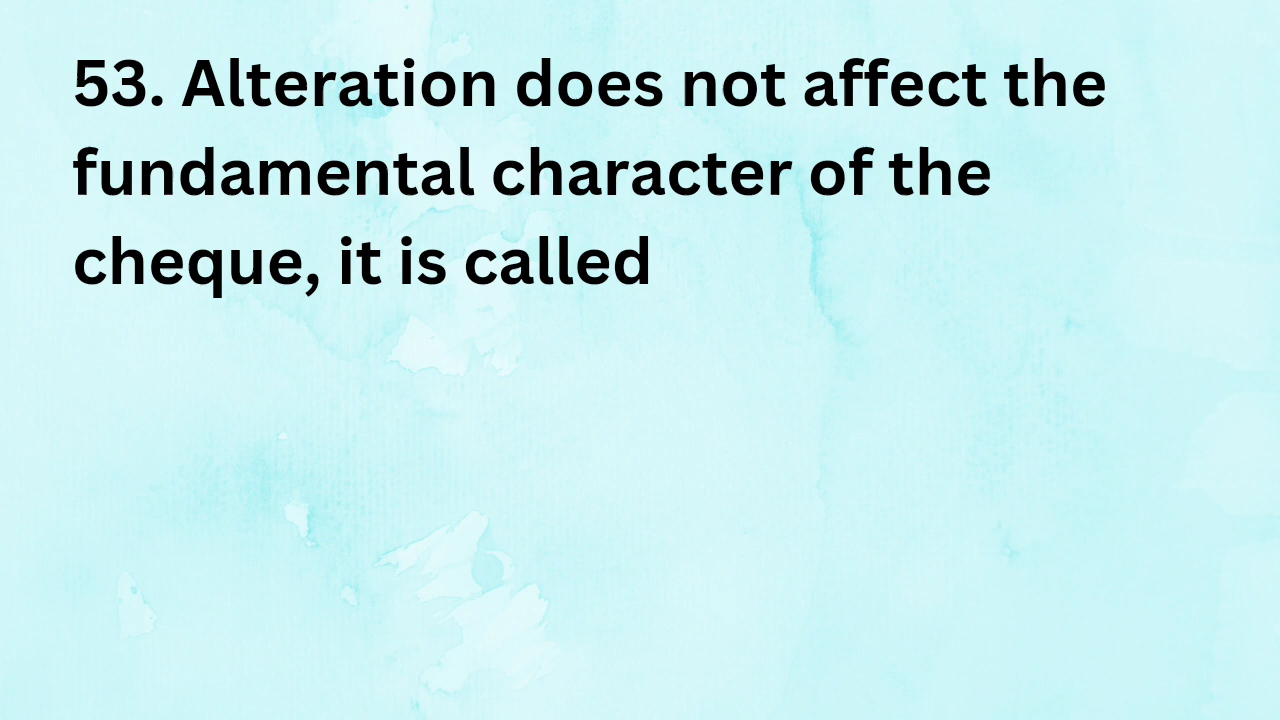 53. Alteration does not affect the
fundamental character of the
cheque, it is called